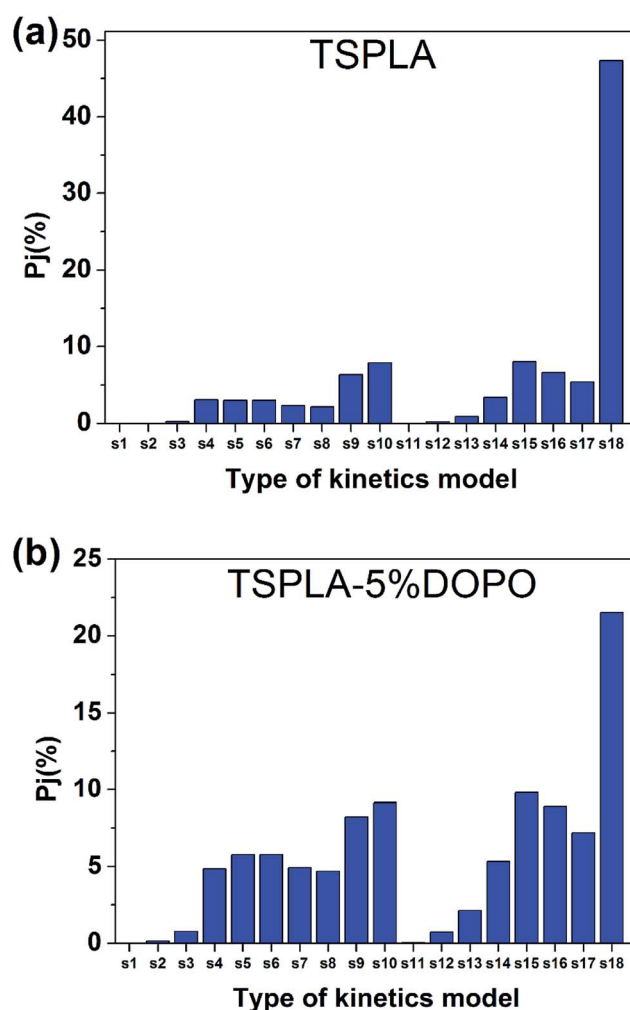 (a)
TSPLA
50
40
30
20
10
0
Pj(%)
s1 s2 s3 s4 s5 s6 s7 s8 s9 s10 s11 s12 s13 s14 s15 s16 s17 s18
Type of kinetics model
(b)
TSPLA-5%DOPO
25
20
15
10
5
0
Pj(%)
s1 s2 s3 s4 s5 s6 s7 s8 s9 s10 s11 s12 s13 s14 s15 s16 s17 s18
Type of kinetics model